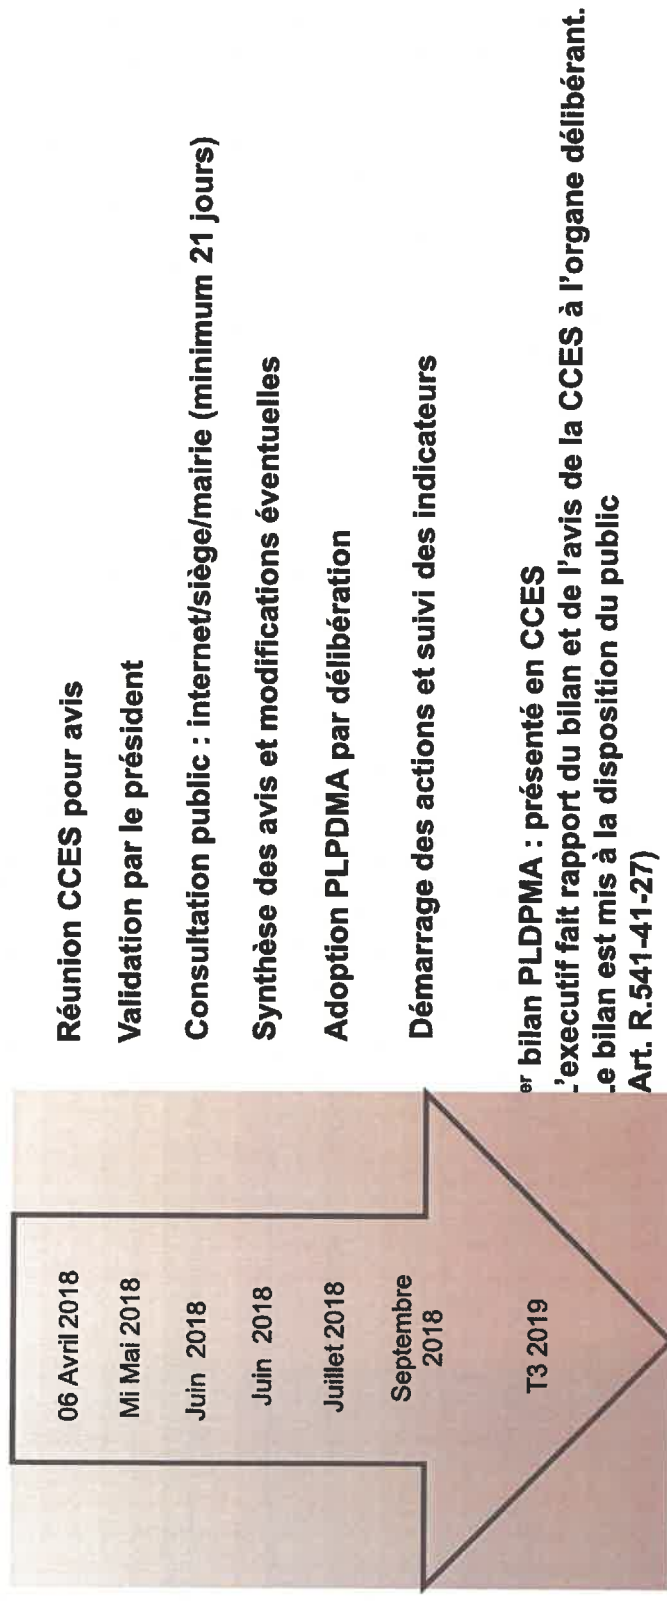 06 Avril 2018
Réunion CCES pour avis
Mi Mai 2018
Validation par le président
Juin 2018
Consultation public : internet/siège/mairie (minimum 21 jours)
Juin 2018
Synthèse des avis et modifications éventuelles
Juillet 2018
Adoption PLPDMA par délibération
Septembre
2018
Démarrage des actions et suivi des indicateurs
T3 2019
er bilan PLDPMA : présenté en CCES
'executif fait rapport du bilan et de l'avis de la CCES à l'organe délibérant.
e bilan est mis à la disposition du public
Art. R.541-41-27)